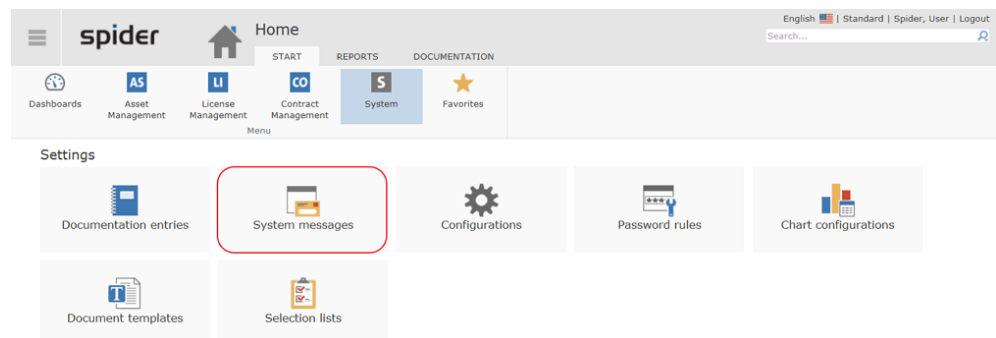 English | Standard | Spider, User | Logout
spider
Home
Search...
START REPORTS DOCUMENTATION
AS LI CO S
Dashboards Asset Management License Management Contract Management System Favorites
Menu
Settings
Documentation entries System messages Configurations Password rules Chart configurations
T
Document templates Selection lists